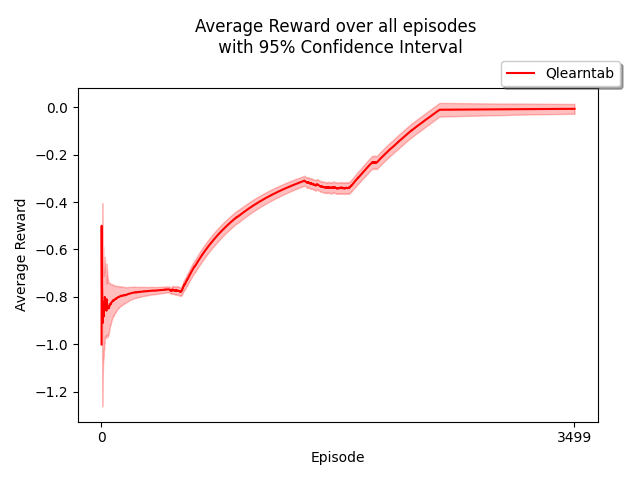 Average Reward over all episodes
with 95% Confidence Interval
Qlearntab
0.0
−0.2
−0.4
−0.6
−0.8
−1.0
−1.2
Average Reward
0 3499
Episode